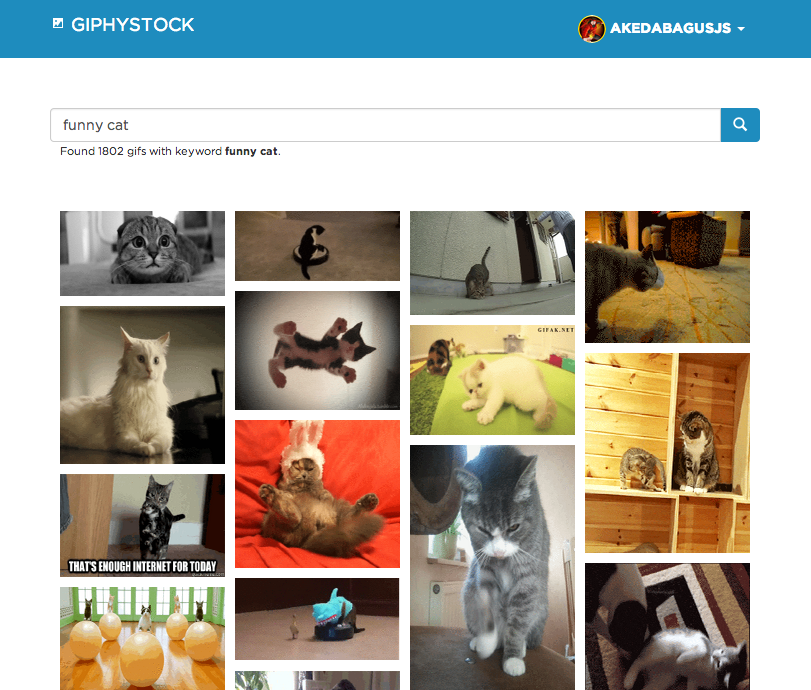 GIPHYSTOCK
AKEDABAGUSJS
funny cat
Found 1802 gifs with keyword funny cat.
GIFAK.NET
THAT'S ENOUGH INTERNET FOR TODAY